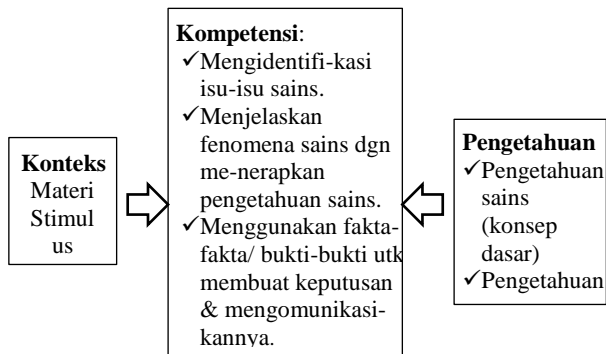 Konteks
Materi
Stimul
us
Kompetensi:
✓Mengidentifi-kasi
isu-isu sains.
✓Menjelaskan
fenomena sains dgn
me-nerapkan
pengetahuan sains.
✓Menggunakan fakta-
fakta/ bukti-bukti utk
membuat keputusan
& mengomunikasi-
kannya.
Pengetahuan
✓Pengetahuan
sains
(konsep
dasar)
✓Pengetahuan